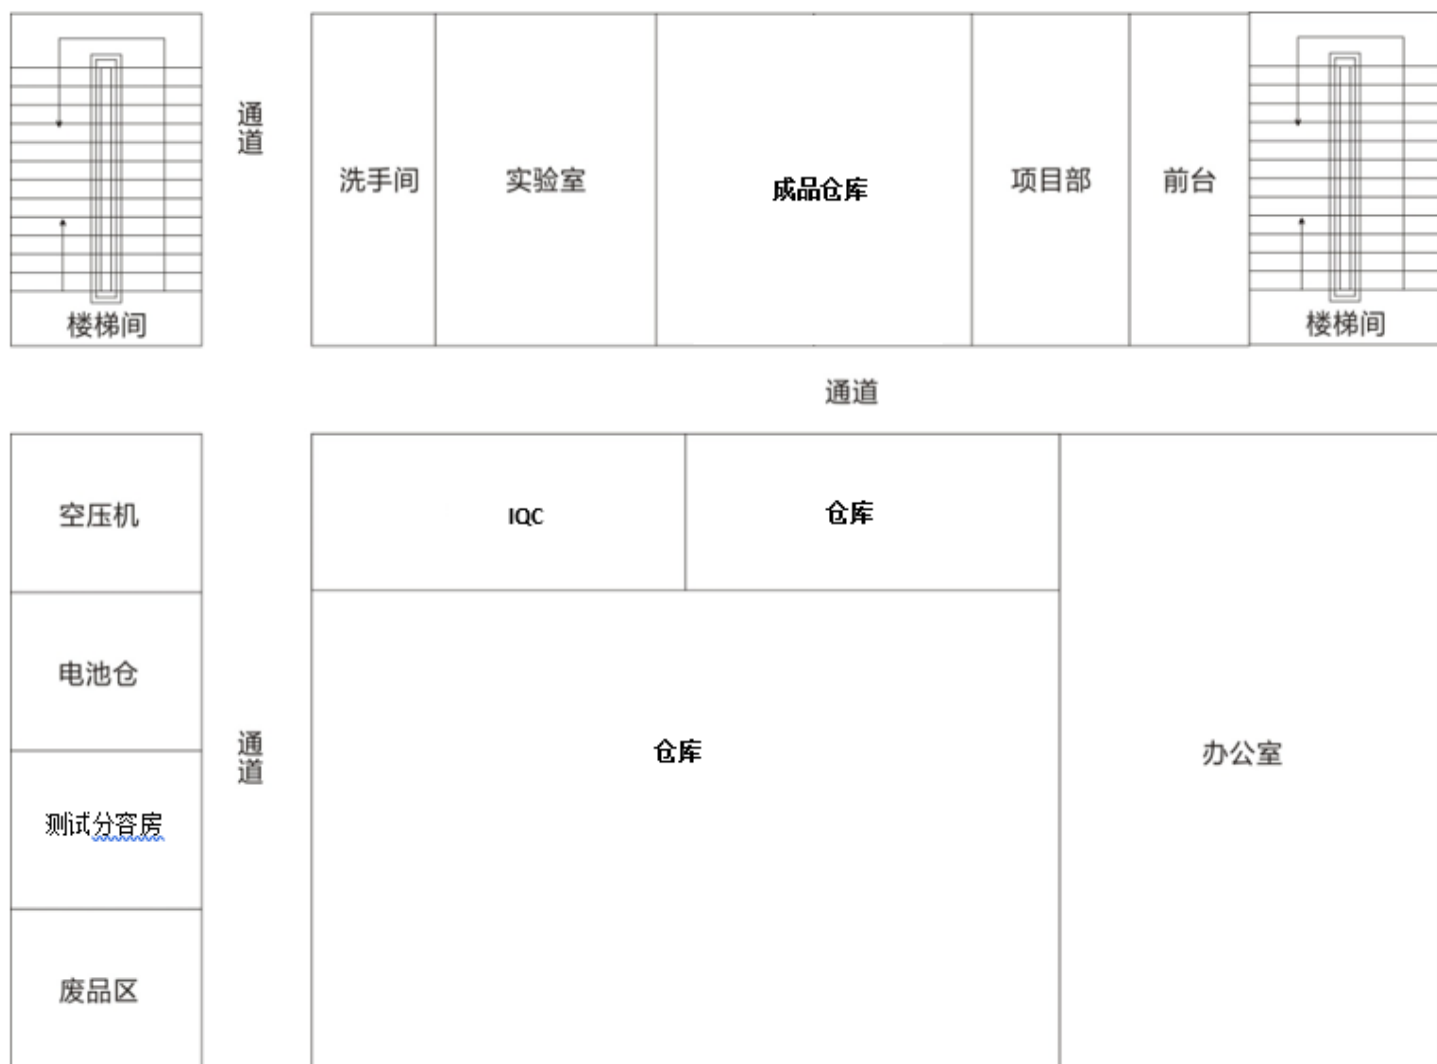 通道
洗手间
实验室
成品仓库
项目部
前台
楼梯间
楼梯间
通道
空压机
IQC
仓库
电池仓
通道
仓库
办公室
测试分容房
废品区